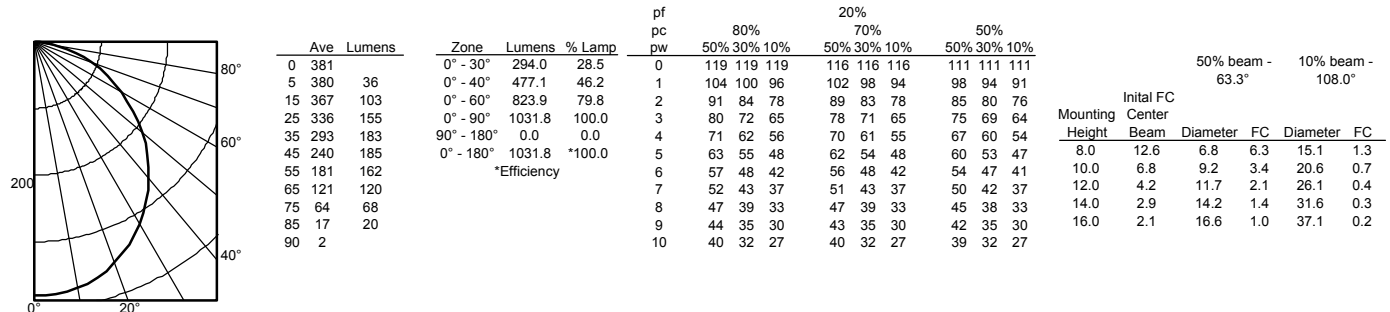 80°
60°
200
40°
0° 20°
Ave Lumens
0 381
5 380 36
15 367 103
25 336 155
35 293 183
45 240 185
55 181 162
65 121 120
75 64 68
85 17 20
90 2
Zone Lumens % Lamp
0° - 30° 294.0 28.5
0° - 40° 477.1 46.2
0° - 60° 823.9 79.8
0° - 90° 1031.8 100.0
90° - 180° 0.0 0.0
0° - 180° 1031.8 *100.0
*Efficiency
pf 20%
pc 80% 70% 50%
pw 50% 30% 10% 50% 30% 10% 50% 30% 10%
0 119 119 119 116 116 116 111 111 111
1 104 100 96 102 98 94 98 94 91
2 91 84 78 89 83 78 85 80 76
3 80 72 65 78 71 65 75 69 64
4 71 62 56 70 61 55 67 60 54
5 63 55 48 62 54 48 60 53 47
6 57 48 42 56 48 42 54 47 41
7 52 43 37 51 43 37 50 42 37
8 47 39 33 47 39 33 45 38 33
9 44 35 30 43 35 30 42 35 30
10 40 32 27 40 32 27 39 32 27
50% beam - 10% beam -
63.3° 108.0°
Inital FC
Mounting Center
Height Beam Diameter FC Diameter FC
8.0 12.6 6.8 6.3 15.1 1.3
10.0 6.8 9.2 3.4 20.6 0.7
12.0 4.2 11.7 2.1 26.1 0.4
14.0 2.9 14.2 1.4 31.6 0.3
16.0 2.1 16.6 1.0 37.1 0.2